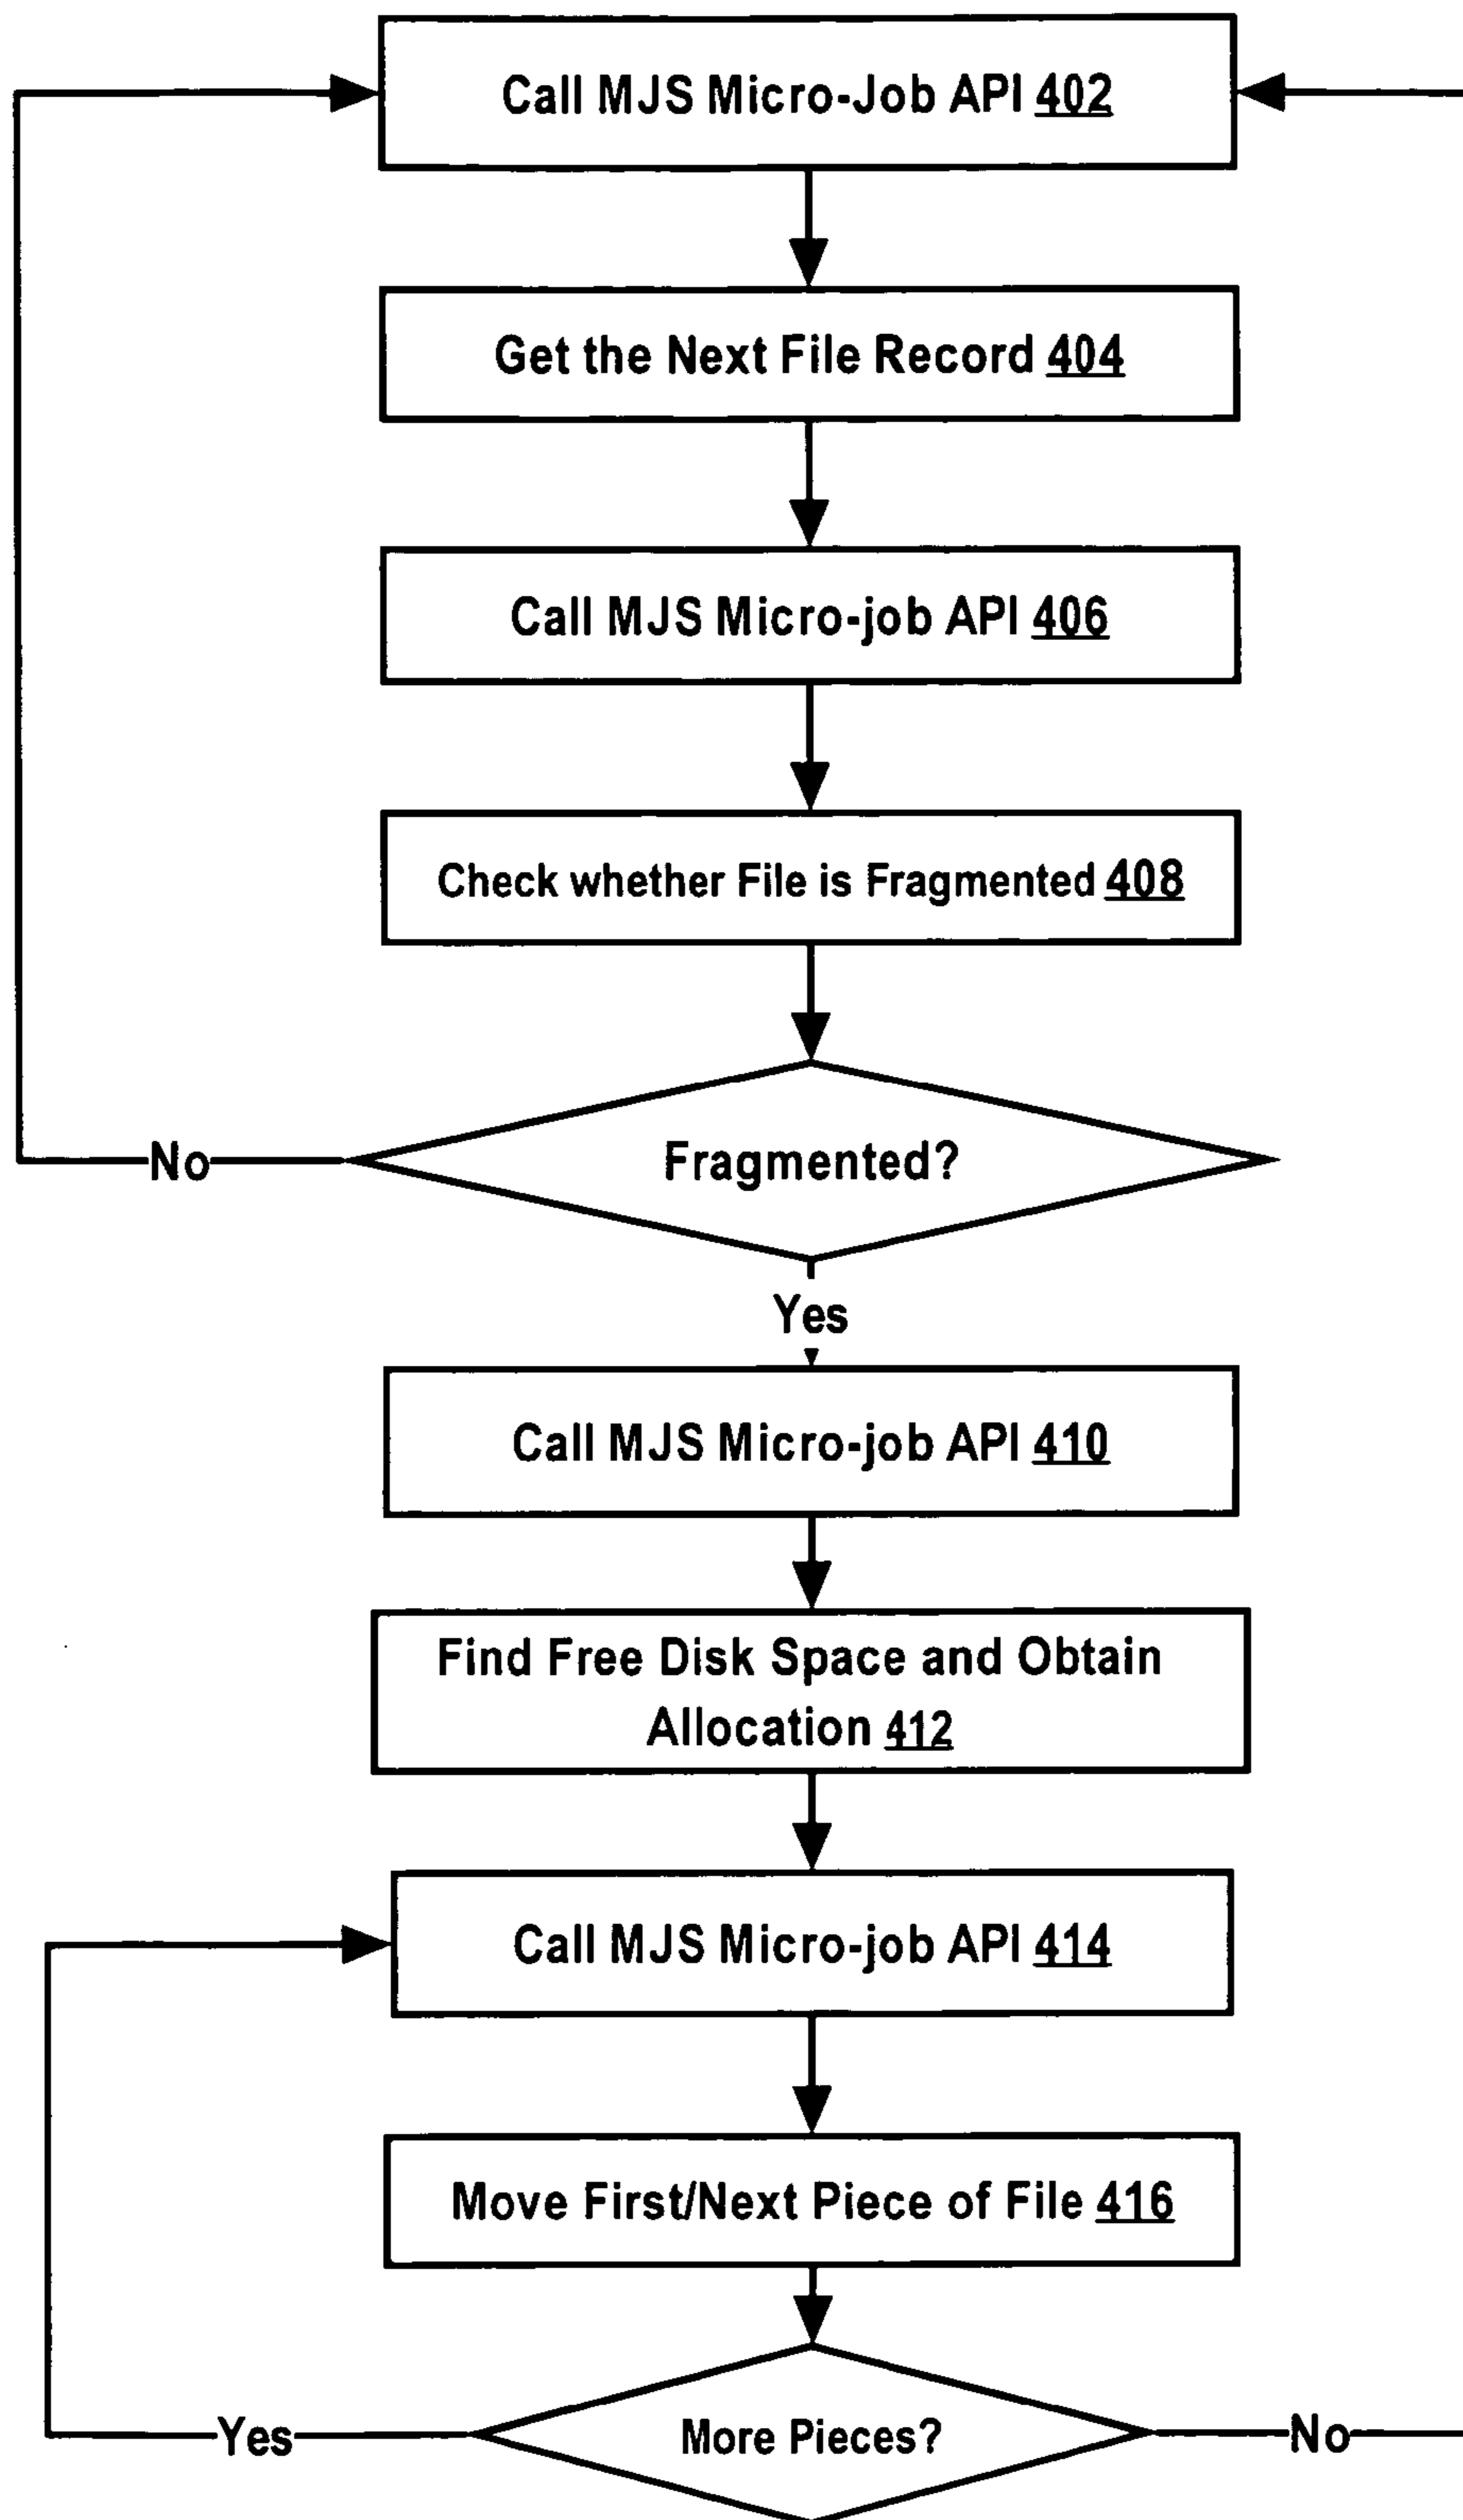 Call MJS Micro-Job API 402
Get the Next File Record 404
Call MJS Micro-job API 406
Check whether File is Fragmented 408
Fragmented?
No
Yes
Call MJS Micro-job API 410
Find Free Disk Space and Obtain
Allocation 412
Call MJS Micro-job API 414
Move First/Next Piece of File 416
More Pieces?
Yes
No